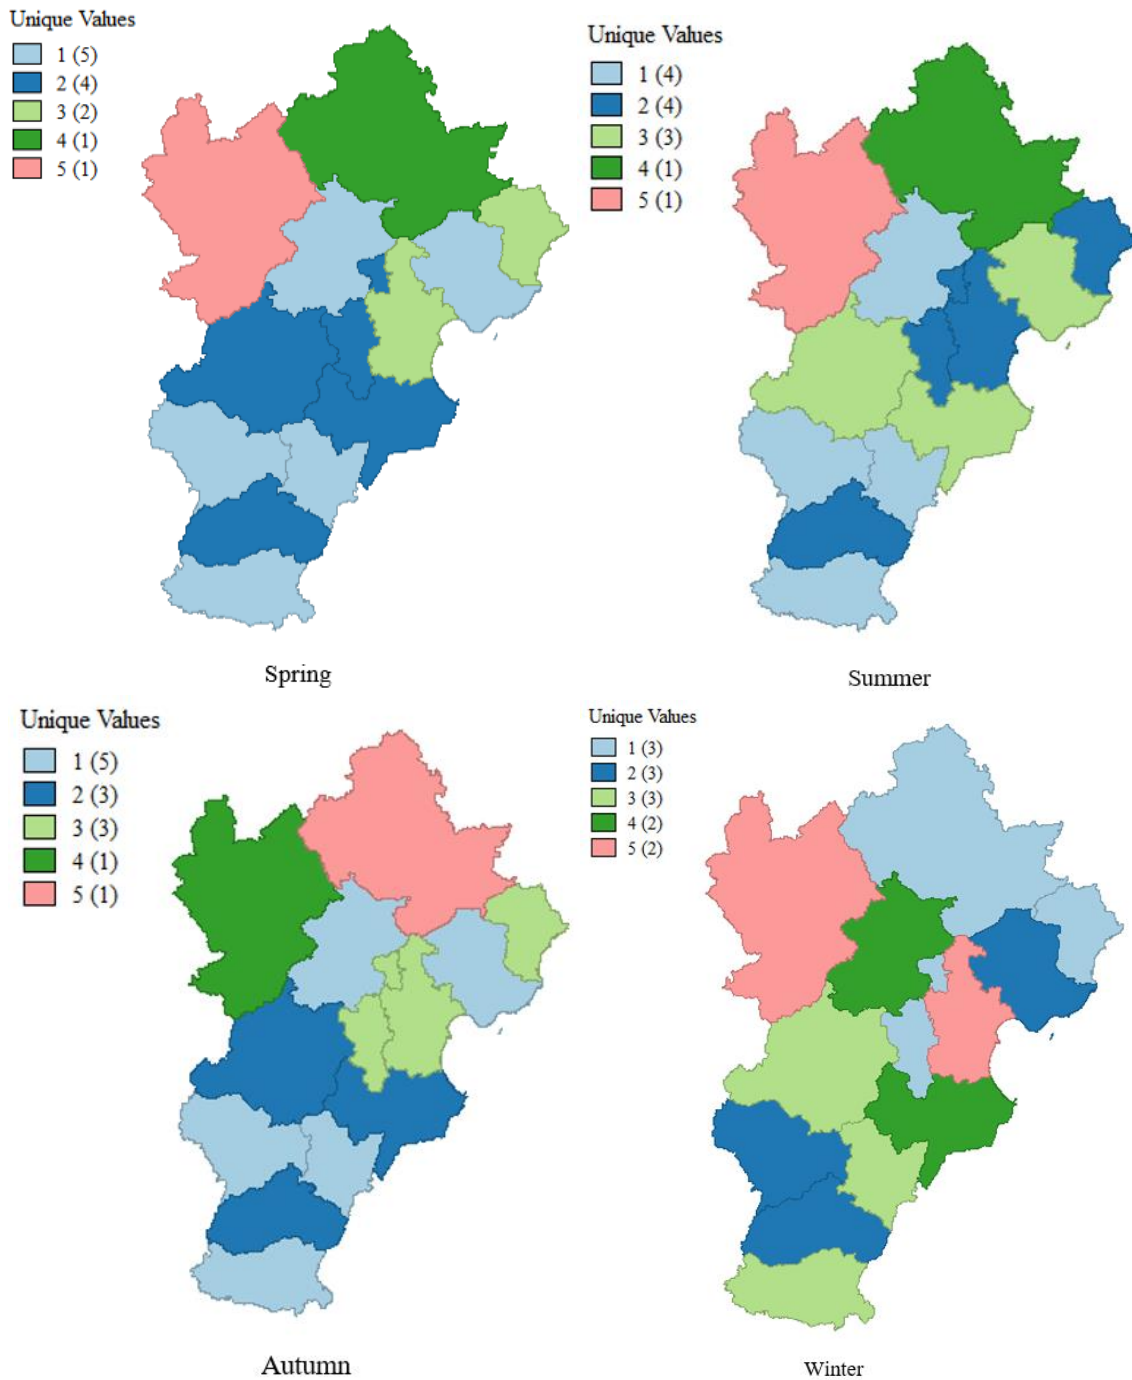 Unique Values
1 (5)
2 (4)
3 (2)
4 (1)
5 (1)
Spring
Unique Values
1 (4)
2 (4)
3 (3)
4 (1)
5 (1)
Summer
Unique Values
1 (5)
2 (3)
3 (3)
4 (1)
5 (1)
Autumn
Unique Values
1 (3)
2 (3)
3 (3)
4 (2)
5 (2)
Winter